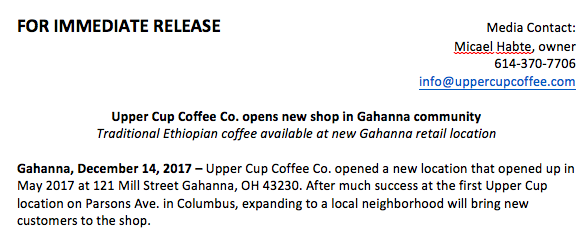 FOR IMMEDIATE RELEASE
Media Contact:
Micael Habte, owner
614-370-7706
info@uppercupcoffee.com
Upper Cup Coffee Co. opens new shop in Gahanna community
Traditional Ethiopian coffee available at new Gahanna retail location
Gahanna, December 14, 2017 – Upper Cup Coffee Co. opened a new location that opened up in
May 2017 at 121 Mill Street Gahanna, OH 43230. After much success at the first Upper Cup
location on Parsons Ave. in Columbus, expanding to a local neighborhood will bring new
customers to the shop.